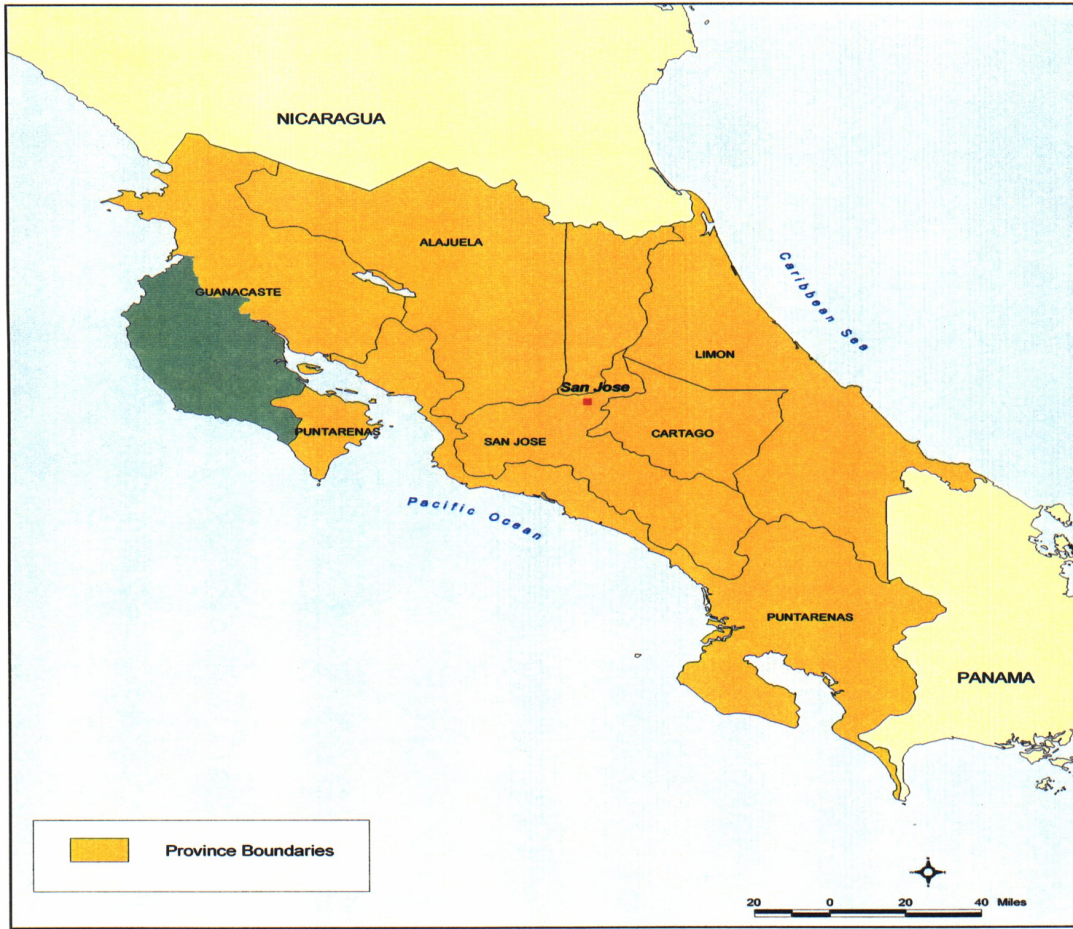 NICARAGUA
ALAJUELA
Caribbean Sea
GUANACASTE
LIMON
San Jose
PUNTARENAS
SAN JOSE
CARTAGO
Pacific Ocean
PUNTARENAS
PANAMA
Province Boundaries
20 0 20 40 Miles